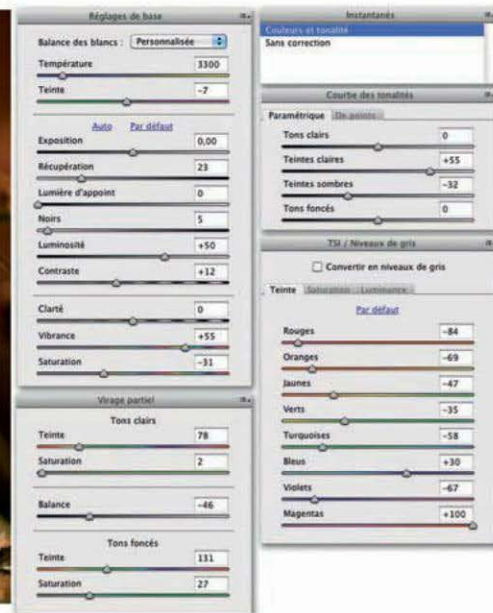 Réglages de base
Balance des blancs : Personnalisée
Température 3300
Teinte -7
Auto Par défaut
Exposition 0,00
Récupération 23
Lumière d'appoint 0
Noirs 5
Luminosité +50
Contraste +12
Clarté 0
Vibrance +55
Saturation -31
Virage partiel
Tons clairs
Teinte 78
Saturation 2
Balance -46
Tons foncés
Teinte 131
Saturation 27
Instantanés
Couleurs et tonalité
Sans correction
Courbe des tonalités
Paramétrique De points
Tons clairs 0
Teintes claires +55
Teintes sombres -32
Tons foncés 0
TSI / Niveaux de gris
Convertir en niveaux de gris
Teinte Saturation Luminance
Par défaut
Rouges -84
Oranges -69
Jaunes -47
Verts -35
Turquoises -58
Bleus +30
Violets -67
Magentas +100